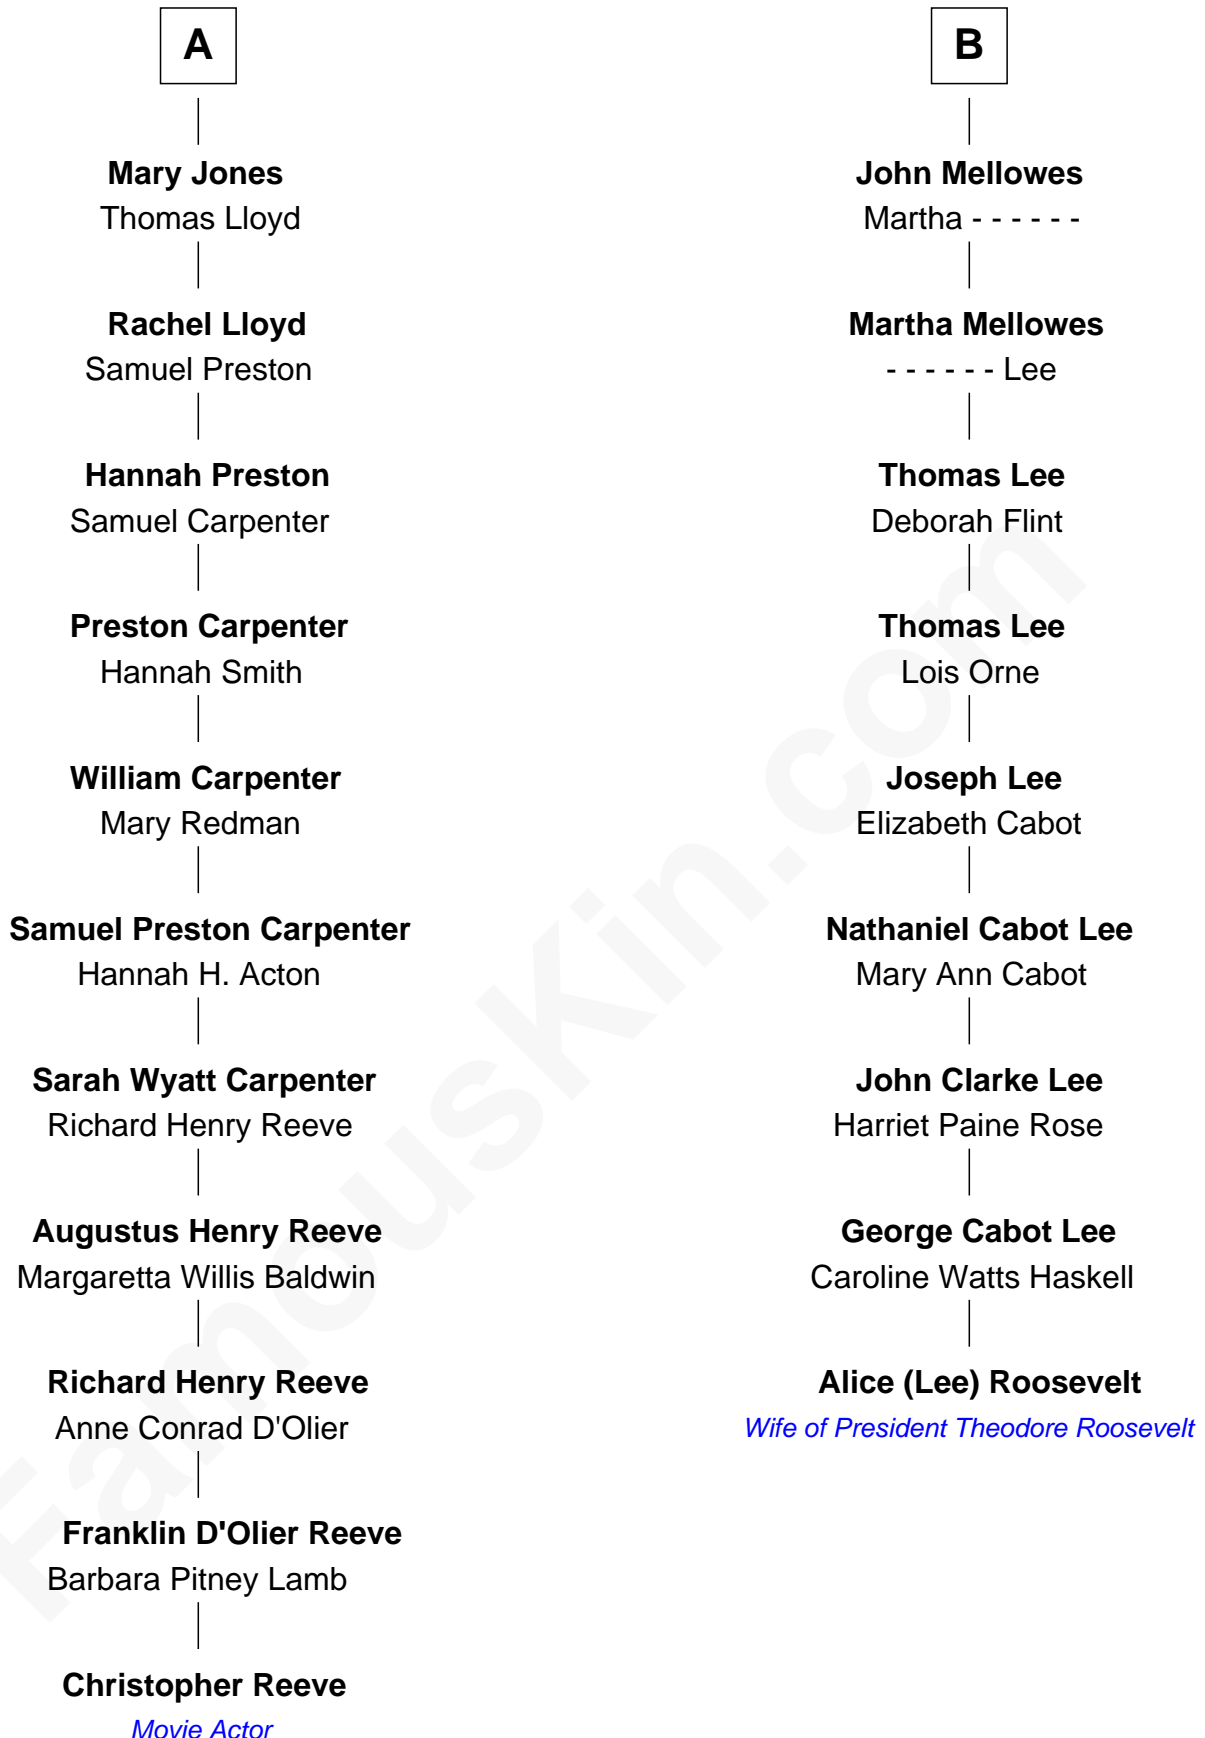 A
Mary Jones
Thomas Lloyd
Rachel Lloyd
Samuel Preston
Hannah Preston
Samuel Carpenter
Preston Carpenter
Hannah Smith
William Carpenter
Mary Redman
Samuel Preston Carpenter
Hannah H. Acton
Sarah Wyatt Carpenter
Richard Henry Reeve
Augustus Henry Reeve
Margaretta Willis Baldwin
Richard Henry Reeve
Anne Conrad D'Olier
Franklin D'Olier Reeve
Barbara Pitney Lamb
Christopher Reeve
Movie Actor
B
John Mellowes
Martha - - - - - -
Martha Mellowes
- - - - - - Lee
Thomas Lee
Deborah Flint
Thomas Lee
Lois Orne
Joseph Lee
Elizabeth Cabot
Nathaniel Cabot Lee
Mary Ann Cabot
John Clarke Lee
Harriet Paine Rose
George Cabot Lee
Caroline Watts Haskell
Alice (Lee) Roosevelt
Wife of President Theodore Roosevelt
FamousKin.com